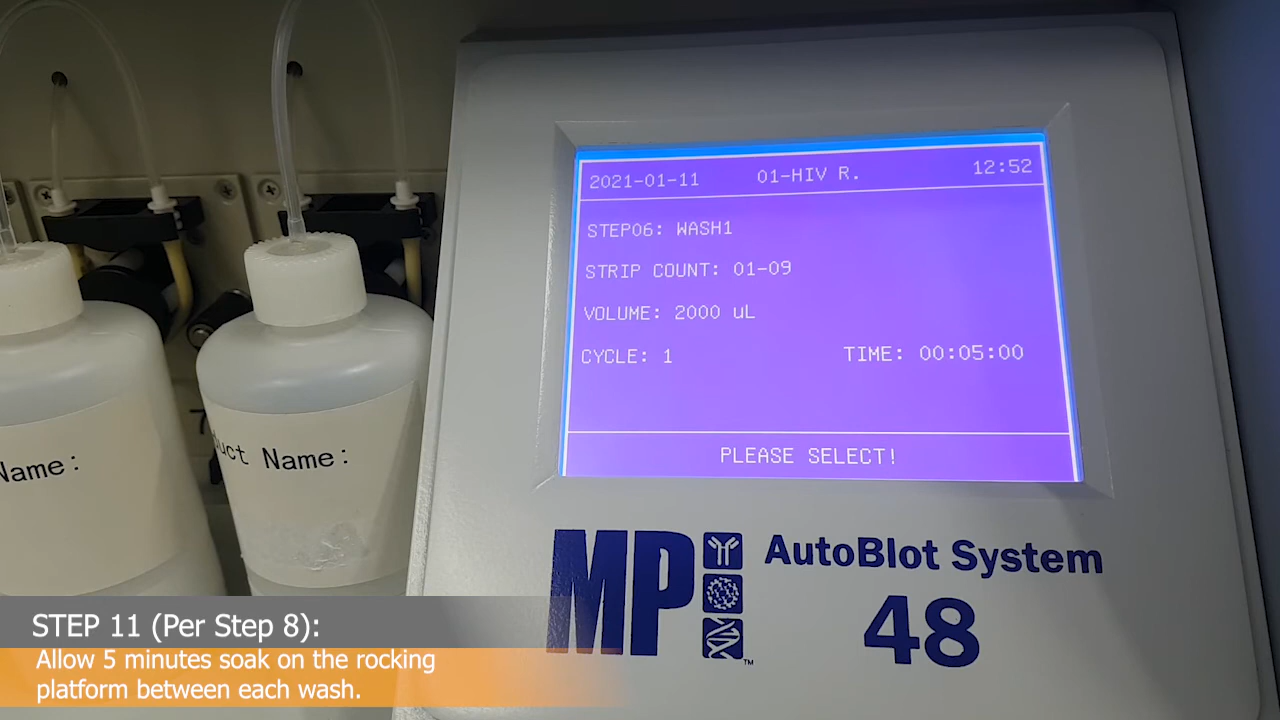 2021-01-11 01-HIV R. 12:52
STEP06: WASH1
STRIP COUNT: 01-09
VOLUME: 2000 uL
CYCLE: 1 TIME: 00:05:00
PLEASE SELECT!
MP AutoBlot System
48
TM
Name:
uct Name:
STEP 11 (Per Step 8):
Allow 5 minutes soak on the rocking
platform between each wash.